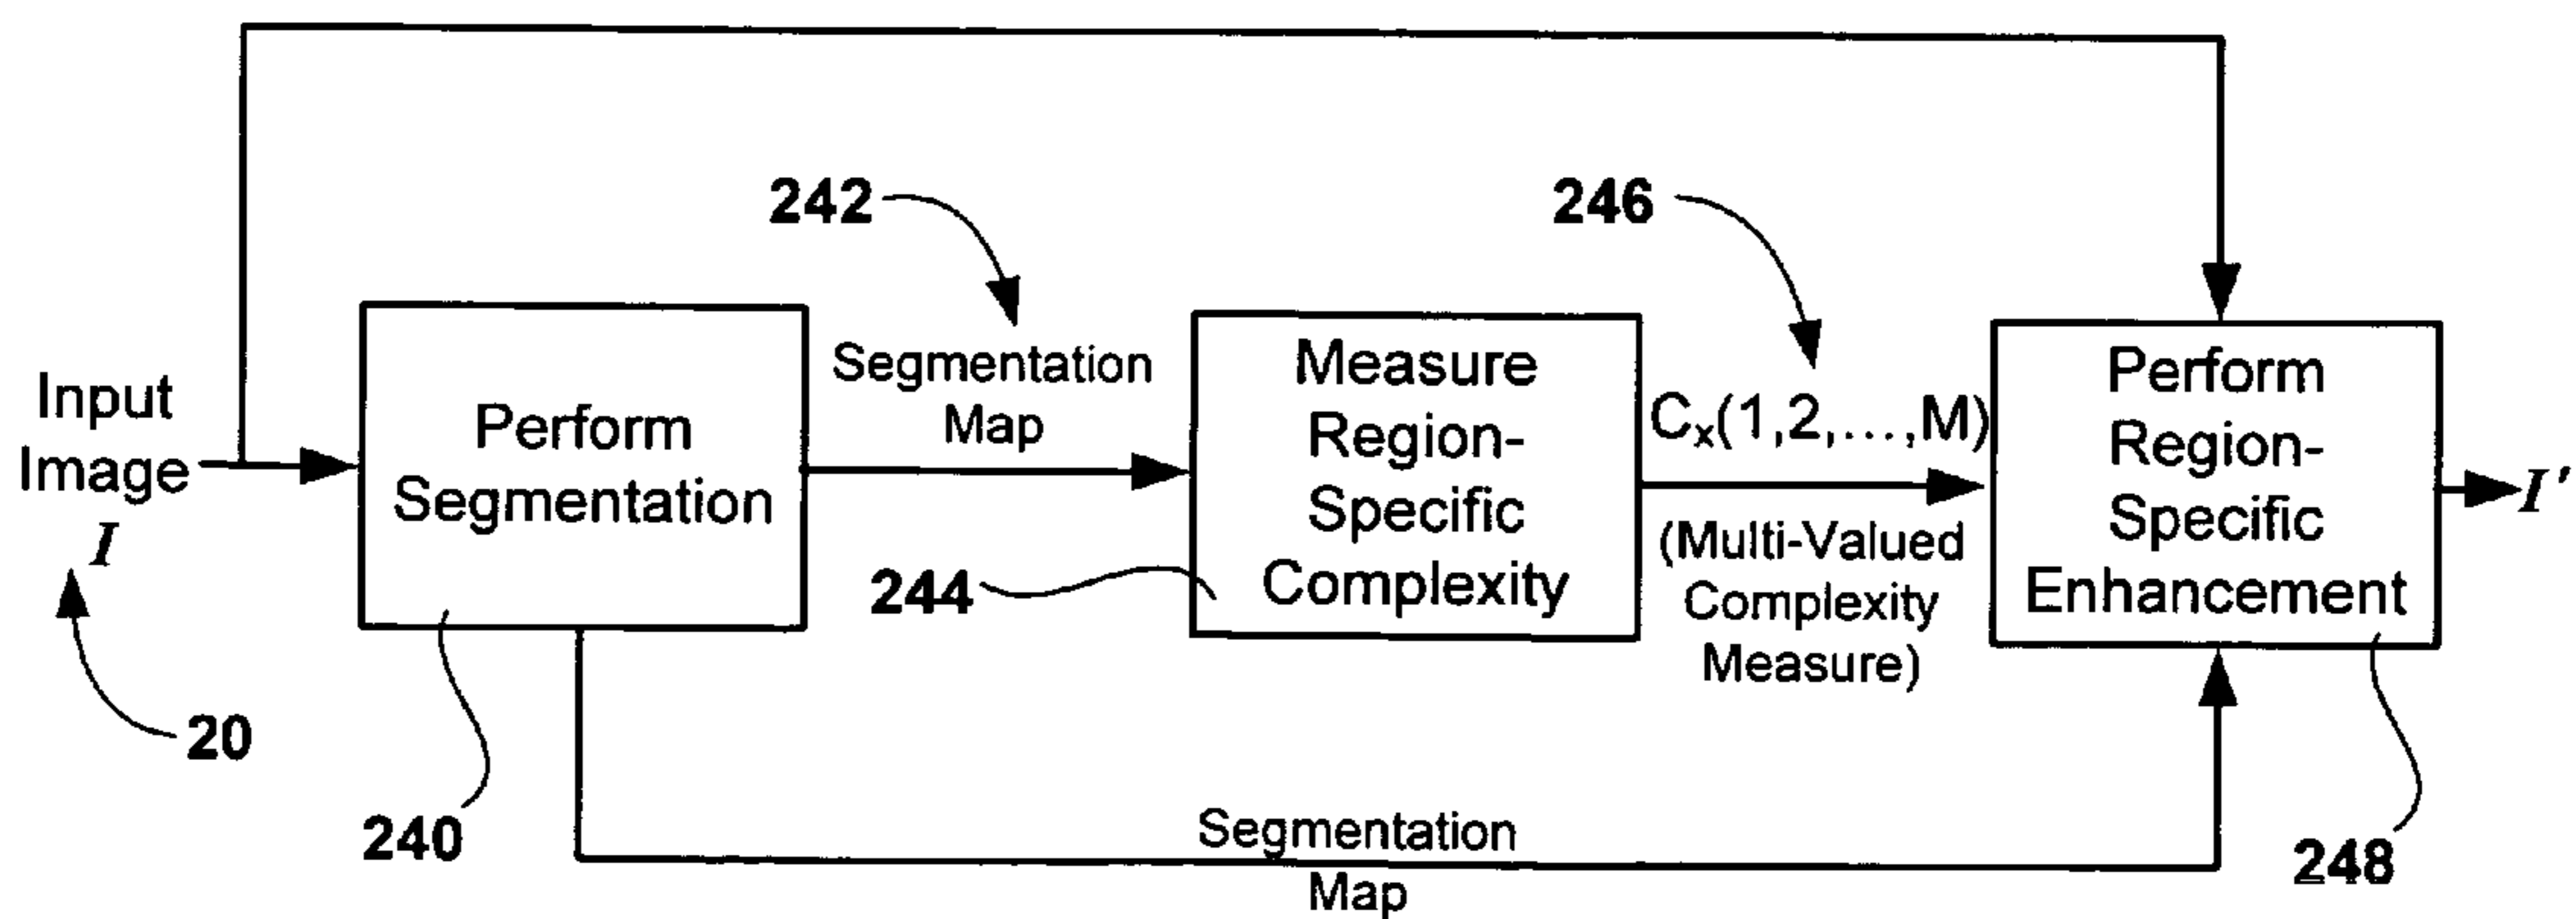 242
246
Input
Image
I
20
Perform
Segmentation
240
Segmentation
Map
Measure
Region-
Specific
Complexity
244
Cₓ(1,2,...,M)
(Multi-Valued
Complexity
Measure)
Perform
Region-
Specific
Enhancement
248
I'
Segmentation
Map